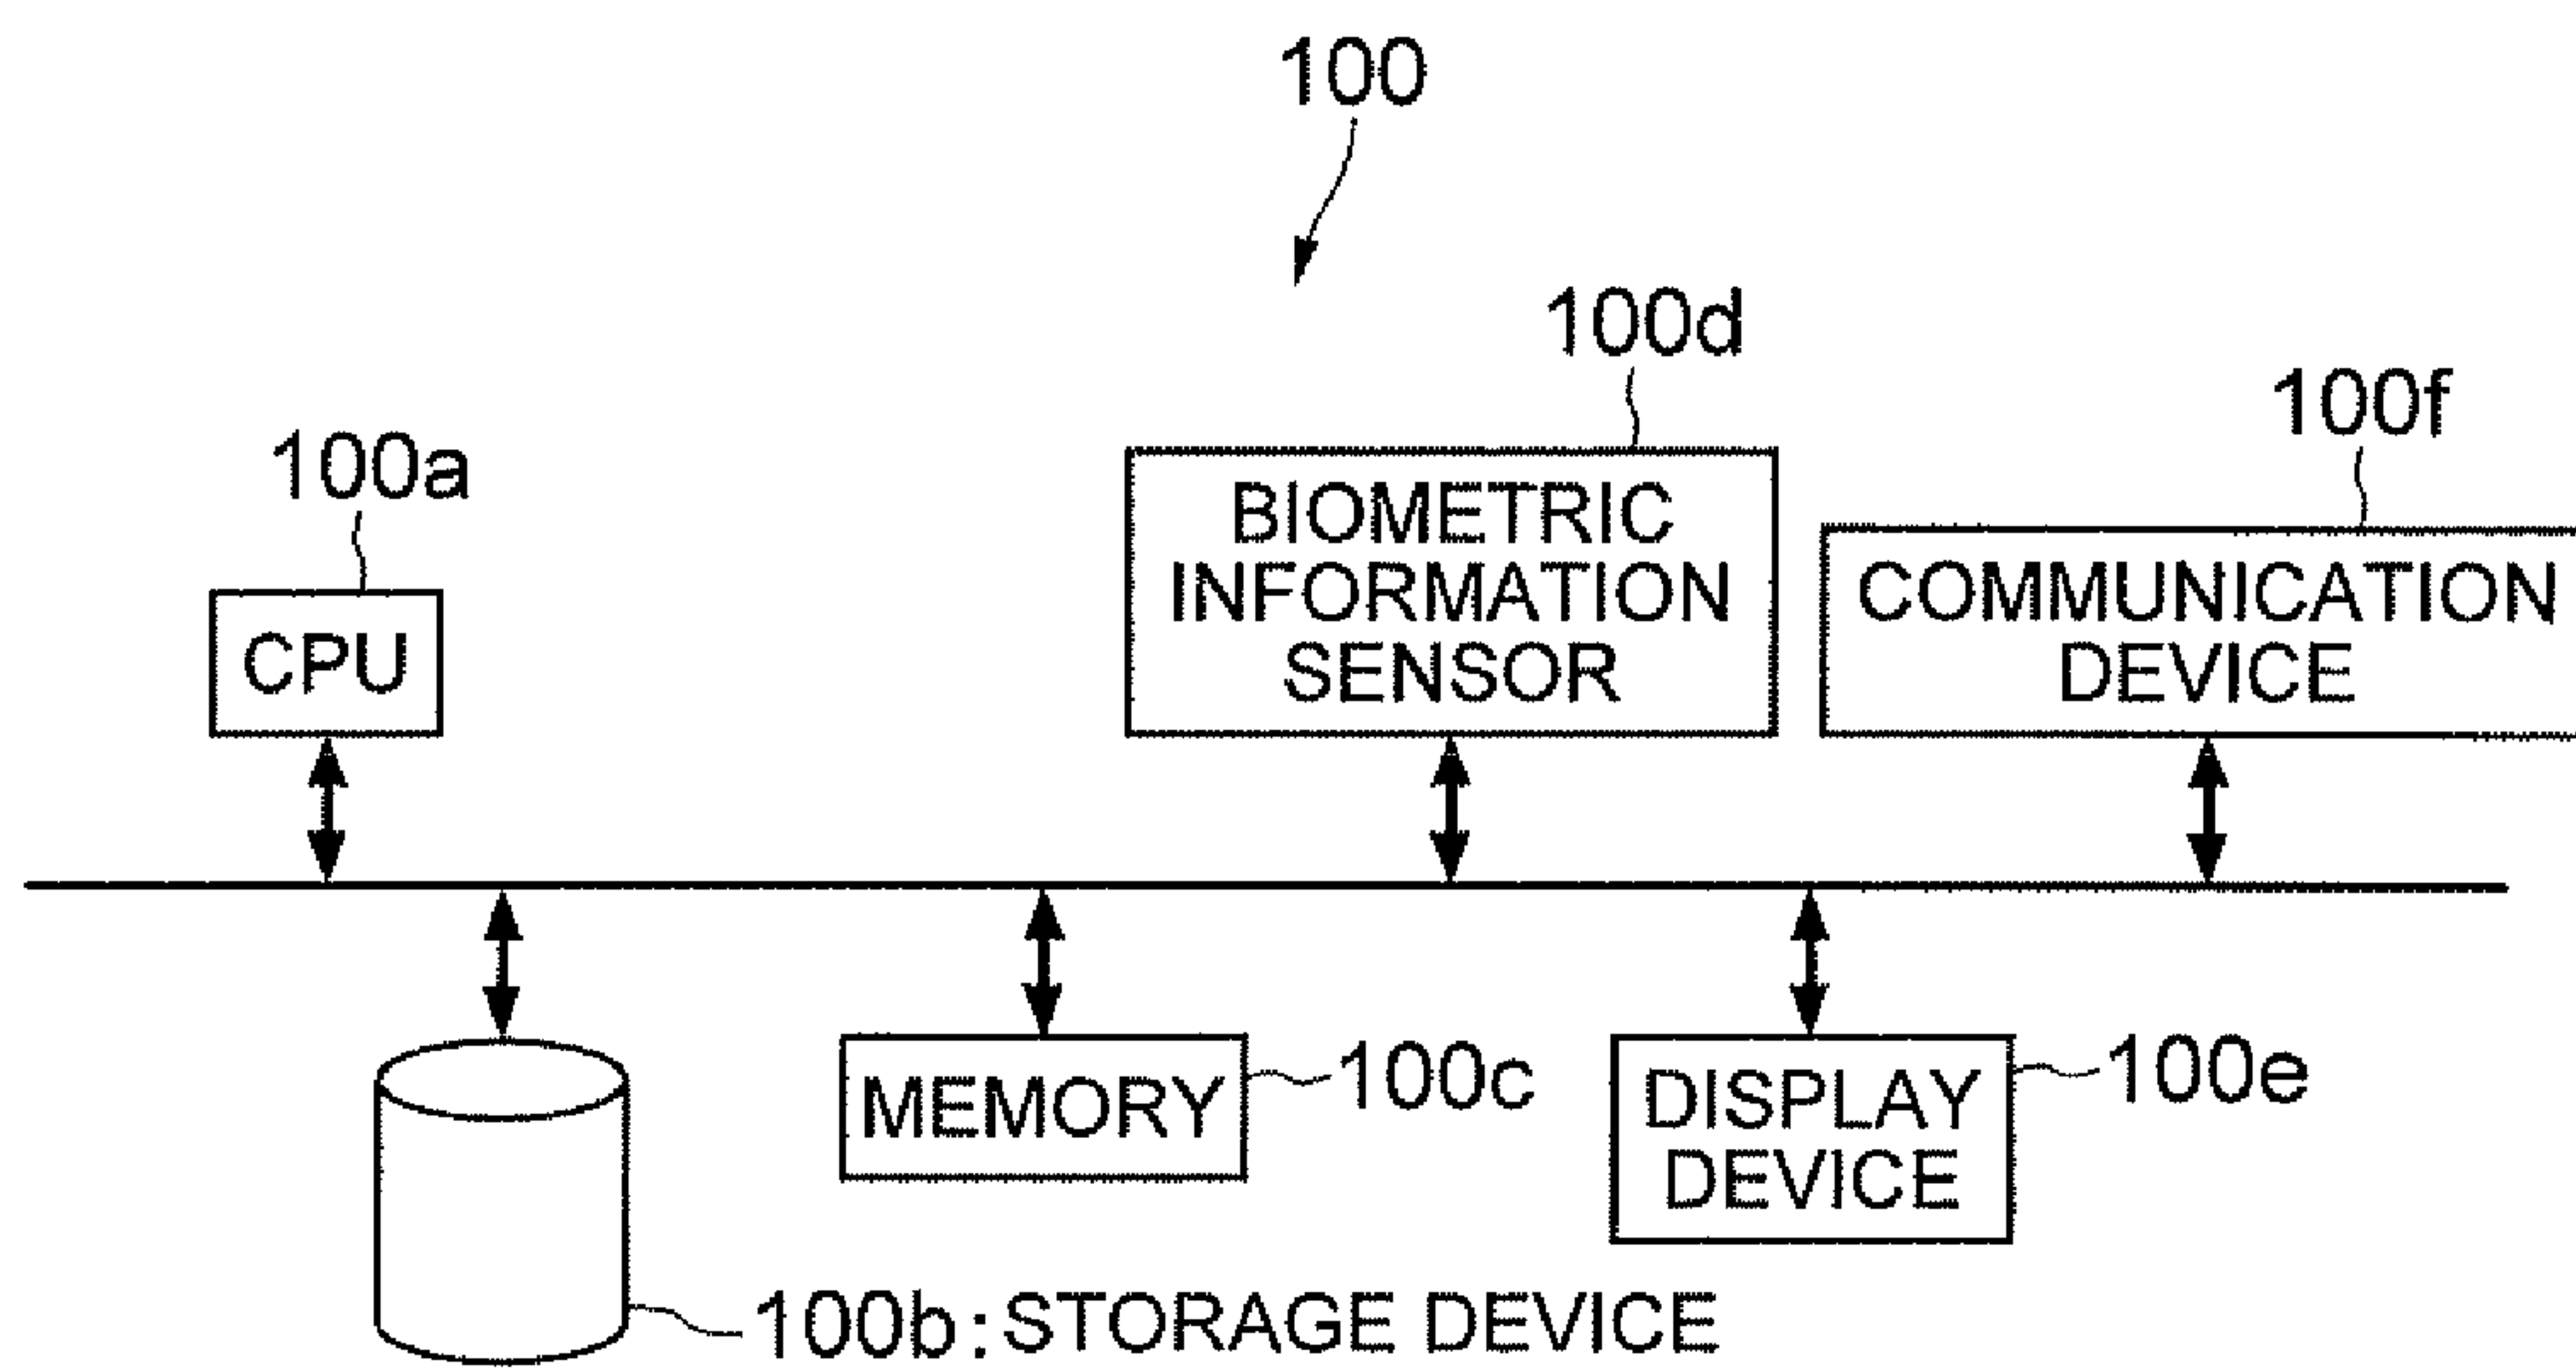 100
100d
100f
100a
BIOMETRIC
INFORMATION
SENSOR
COMMUNICATION
DEVICE
CPU
MEMORY
100c
DISPLAY
DEVICE
100e
100b: STORAGE DEVICE